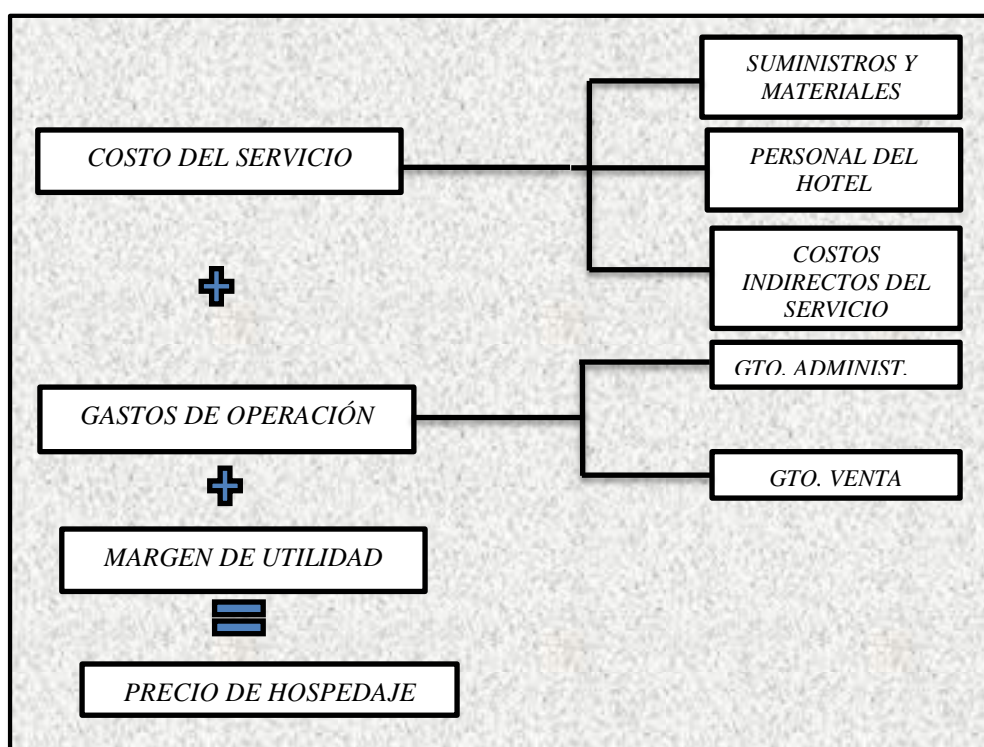 SUMINISTROS Y
MATERIALES
COSTO DEL SERVICIO
PERSONAL DEL
HOTEL
COSTOS
INDIRECTOS DEL
SERVICIO
GTO. ADMINIST.
GASTOS DE OPERACIÓN
GTO. VENTA
MARGEN DE UTILIDAD
PRECIO DE HOSPEDAJE